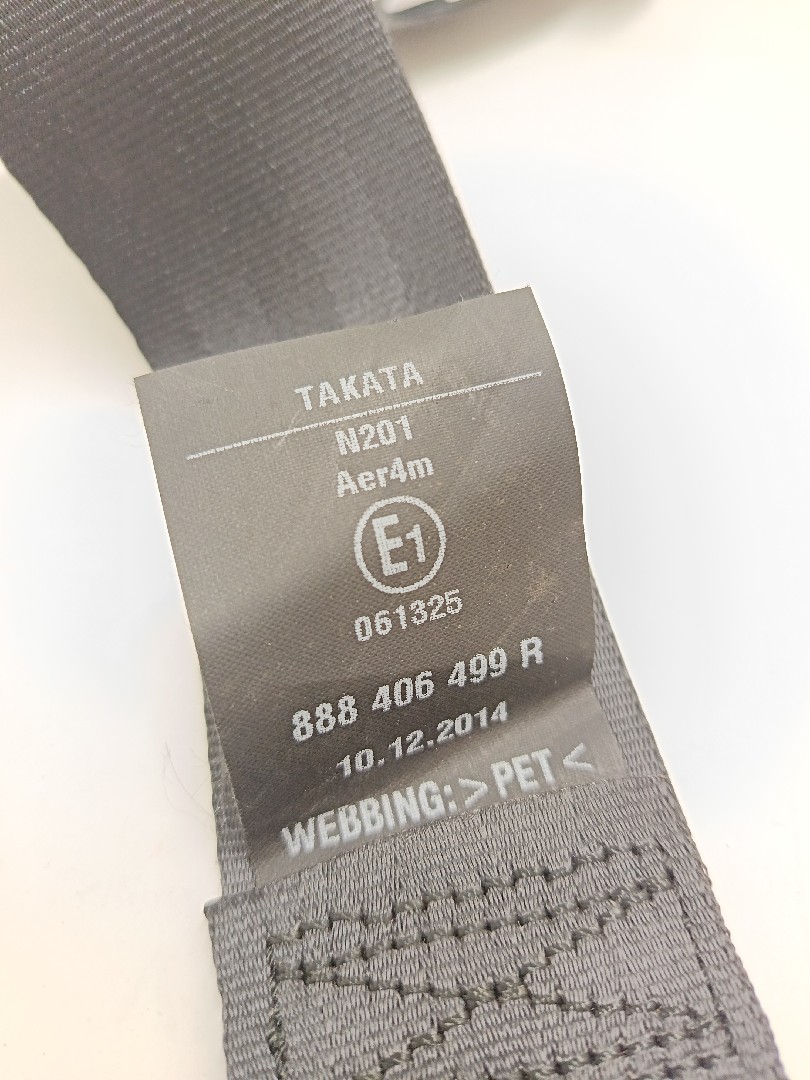 TAKATA
N201
Aer4m
E1
061325
888 406 499 R
10.12.2014
WEBBING: >PET<